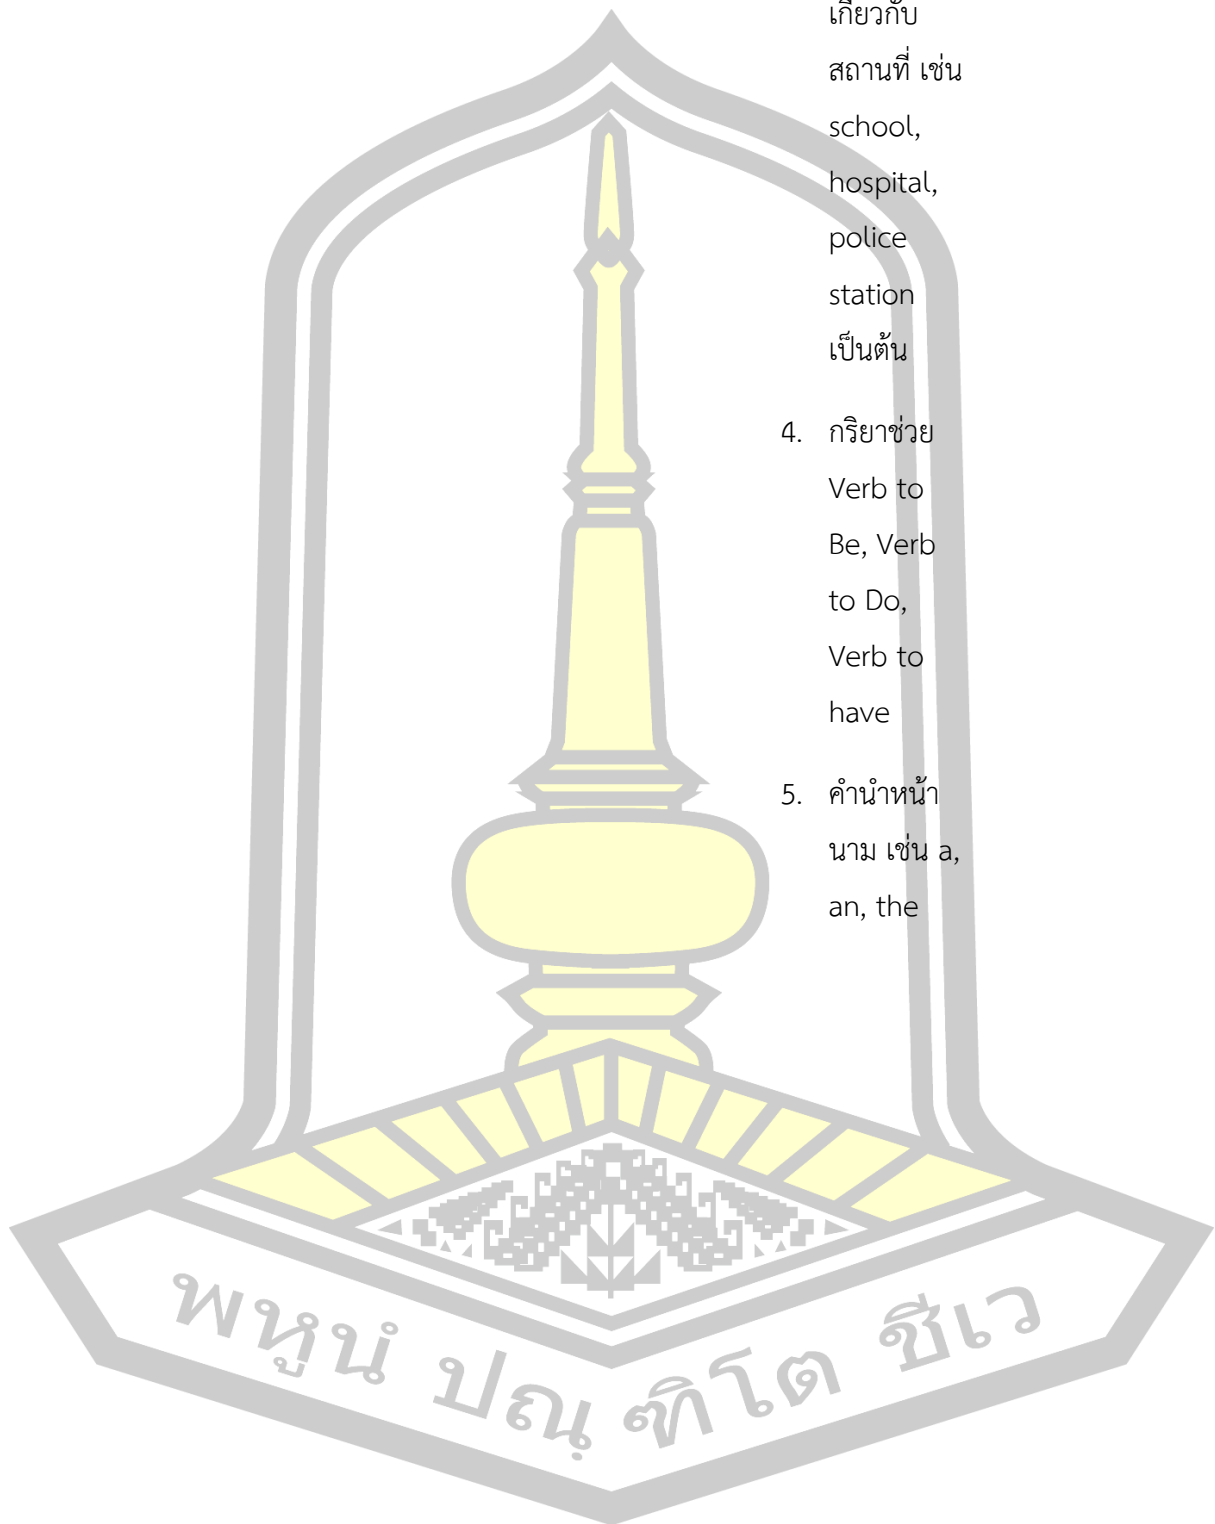 เกี่ยวกับ
สถานที่ เช่น
school,
hospital,
police
station
เป็นต้น
4. กริยาช่วย
Verb to
Be, Verb
to Do,
Verb to
have
5. คำนำหน้า
นาม เช่น a,
an, the
พหูนํ ปณฺฑิโต ชีเว